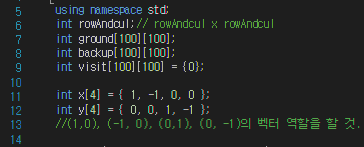 5 using namespace std;
6 int rowAndcul;// rowAndcul x rowAndcul
7 int ground[100][100];
8 int backup[100][100];
9 int visit[100][100] = {0};
10
11 int x[4] = { 1, -1, 0, 0 };
12 int y[4] = { 0, 0, 1, -1 };
13 //(1,0), (-1, 0), (0,1), (0, -1)의 벡터 역할을 할 것.
14